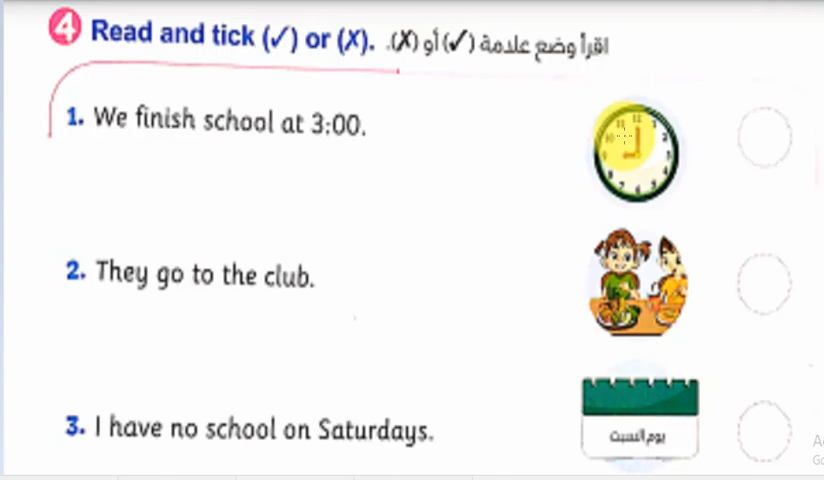 4 Read and tick (✓) or (X). اقرأ وضع علامة (✓) أو (X).
1. We finish school at 3:00.
2. They go to the club.
3. I have no school on Saturdays.
يوم السبت